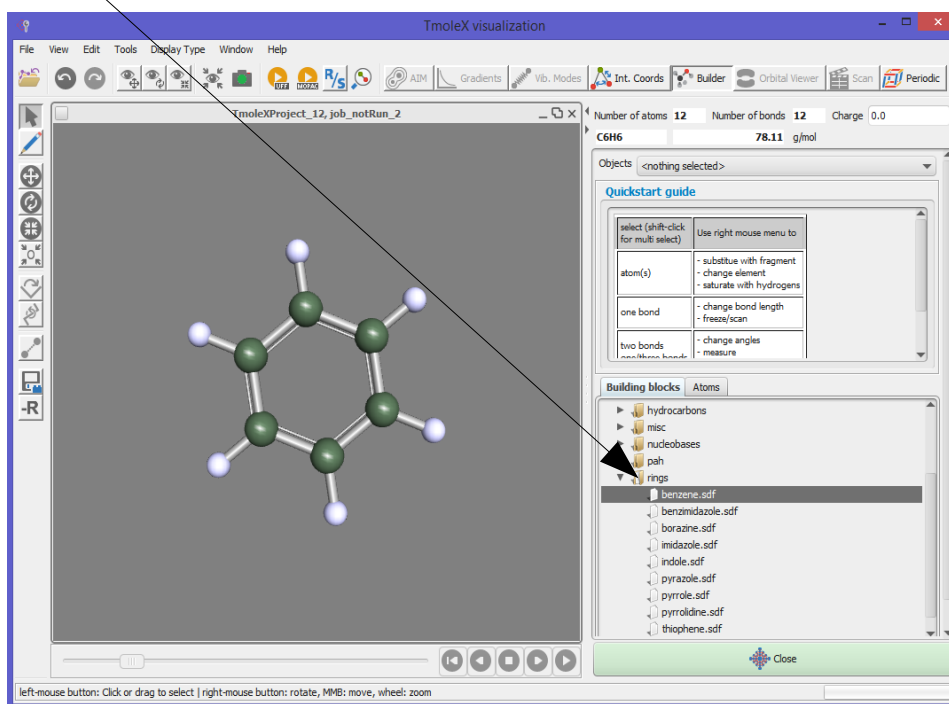 TmoleX visualization
File View Edit Tools Display Type Window Help
UFF MOPAC R/S AIM Gradients Vib. Modes Int. Coords Builder Orbital Viewer Scan Periodic
TmoleXProject_12, job_notRun_2
Number of atoms 12 Number of bonds 12 Charge 0.0
C6H6 78.11 g/mol
Objects <nothing selected>
Quickstart guide
select (shift-click for multi select) Use right mouse menu to
atom(s)
- substitue with fragment
- change element
- saturate with hydrogens
one bond
- change bond length
- freeze/scan
two bonds
- change angles
one/three bonds
- measure
Building blocks Atoms
hydrocarbons
misc
nucleobases
pah
rings
benzene.sdf
benzimidazole.sdf
borazine.sdf
imidazole.sdf
indole.sdf
pyrazole.sdf
pyrrole.sdf
pyrrolidine.sdf
thiophene.sdf
-R
Close
left-mouse button: Click or drag to select | right-mouse button: rotate, MMB: move, wheel: zoom